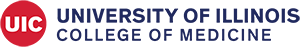 UIC
UNIVERSITY OF ILLINOIS
COLLEGE OF MEDICINE